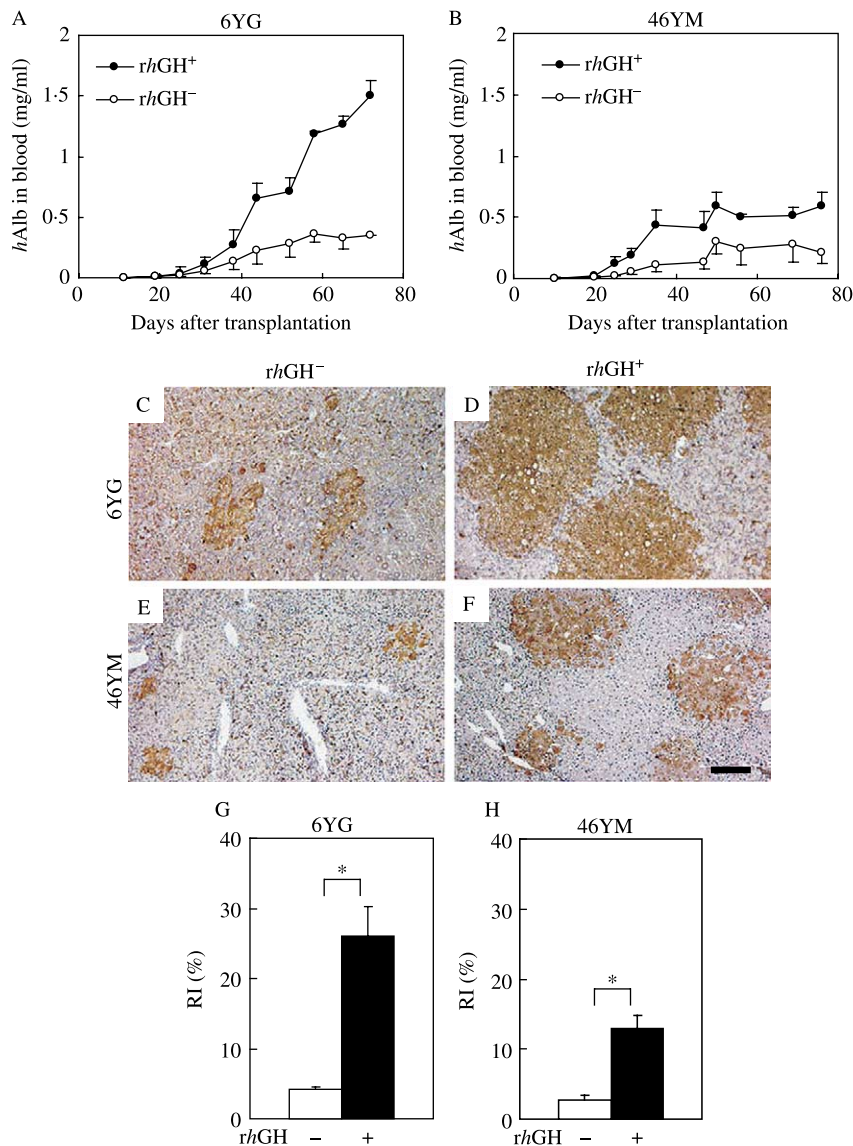 A
6YG
hAlb in blood (mg/ml)
2
1·5
1
0·5
0
rhGH⁺
rhGH⁻
0
20
40
60
80
Days after transplantation
B
46YM
hAlb in blood (mg/ml)
2
1·5
1
0·5
0
rhGH⁺
rhGH⁻
0
20
40
60
80
Days after transplantation
rhGH⁻
rhGH⁺
6YG
C
D
46YM
E
F
G
6YG
RI (%)
40
30
20
10
0
*
rhGH – +
H
46YM
RI (%)
40
30
20
10
0
*
rhGH – +